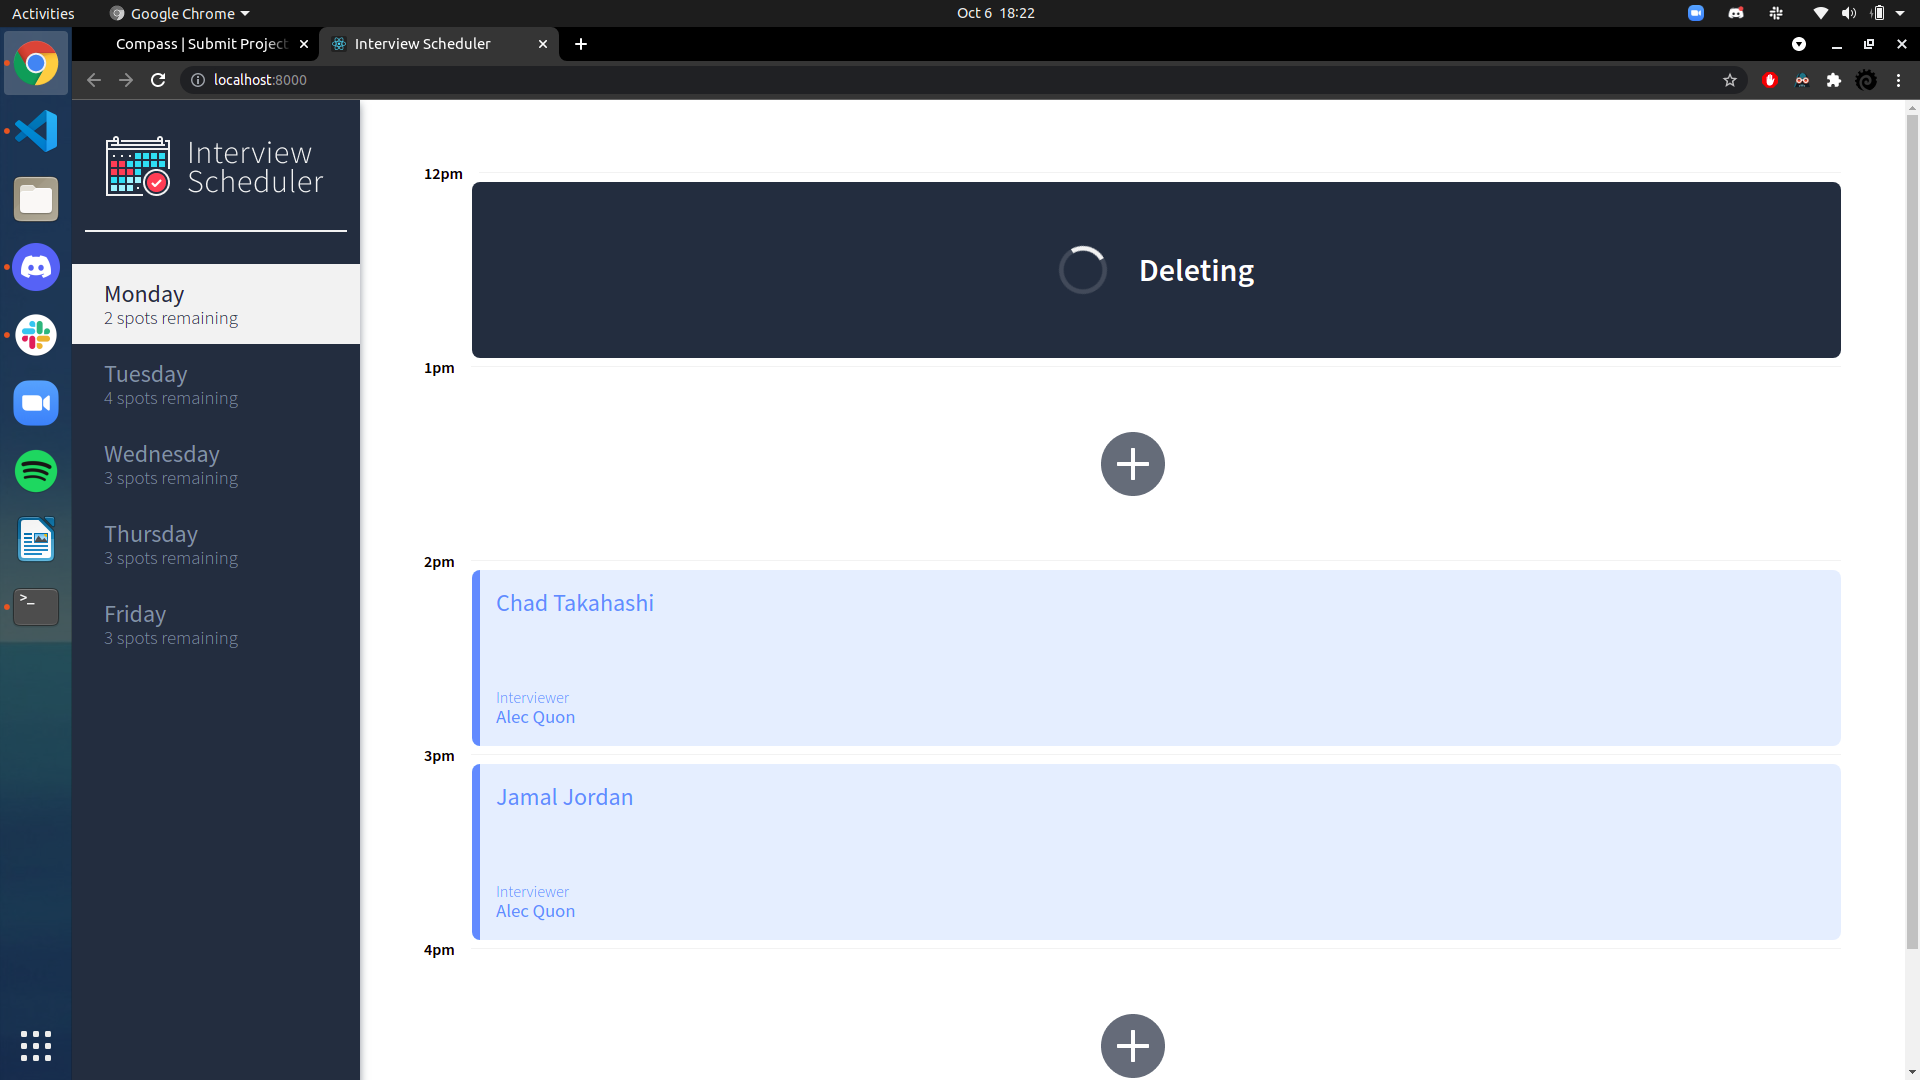 Activities
Google Chrome
Oct 6 18:22
Compass | Submit Project
Interview Scheduler
localhost:8000
Interview
Scheduler
Monday
2 spots remaining
Tuesday
4 spots remaining
Wednesday
3 spots remaining
Thursday
3 spots remaining
Friday
3 spots remaining
12pm
Deleting
1pm
2pm
Chad Takahashi
Interviewer
Alec Quon
3pm
Jamal Jordan
Interviewer
Alec Quon
4pm